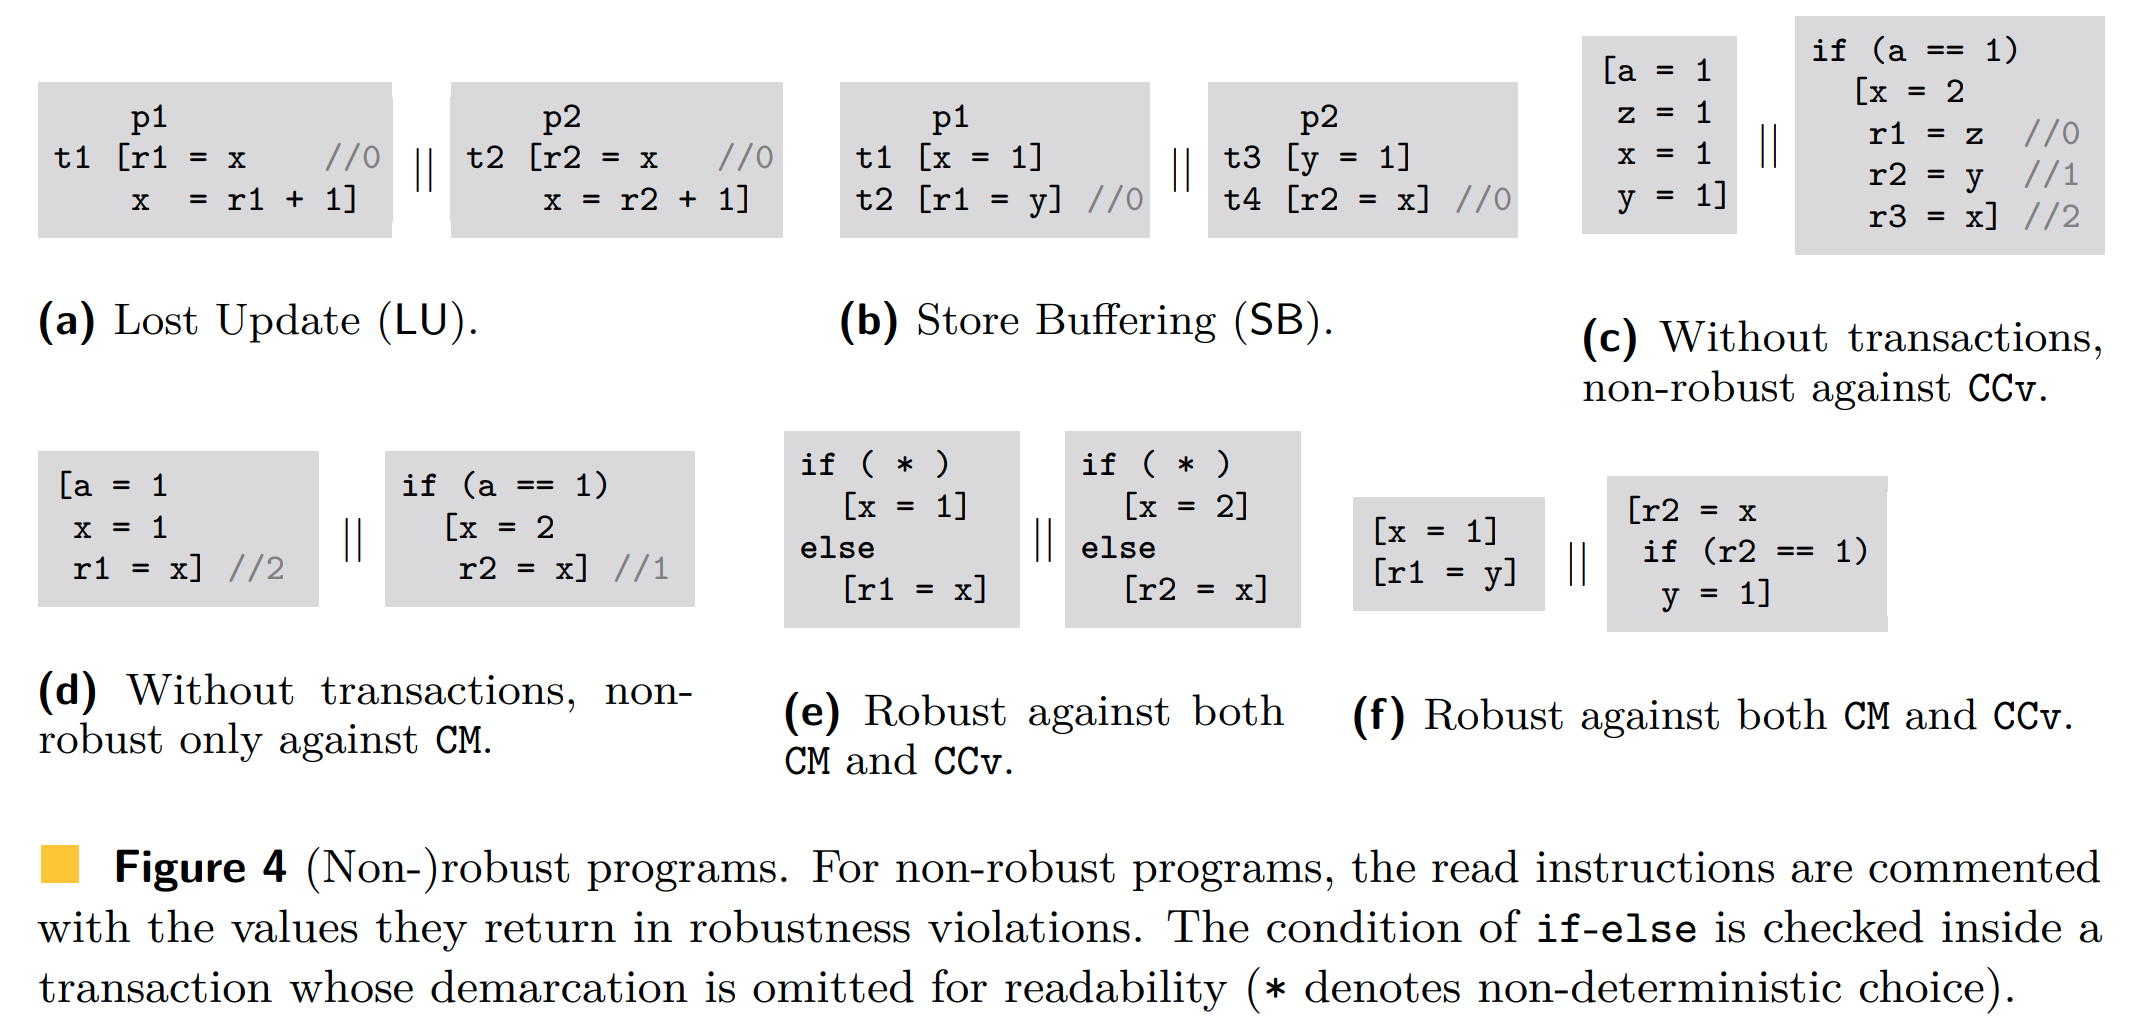 p1
t1 [r1 = x //0
x = r1 + 1]
||
p2
t2 [r2 = x //0
x = r2 + 1]
(a) Lost Update (LU).
p1
t1 [x = 1]
t2 [r1 = y] //0
||
p2
t3 [y = 1]
t4 [r2 = x] //0
(b) Store Buffering (SB).
[a = 1
z = 1
x = 1
y = 1]
||
if (a == 1)
[x = 2
r1 = z //0
r2 = y //1
r3 = x] //2
(c) Without transactions,
non-robust against CCv.
[a = 1
x = 1
r1 = x] //2
||
if (a == 1)
[x = 2
r2 = x] //1
(d) Without transactions, non-
robust only against CM.
if ( * )
[x = 1]
else
[r1 = x]
||
if ( * )
[x = 2]
else
[r2 = x]
(e) Robust against both
CM and CCv.
[x = 1]
[r1 = y]
||
[r2 = x
if (r2 == 1)
y = 1]
(f) Robust against both CM and CCv.
Figure 4 (Non-)robust programs. For non-robust programs, the read instructions are commented
with the values they return in robustness violations. The condition of if-else is checked inside a
transaction whose demarcation is omitted for readability (* denotes non-deterministic choice).